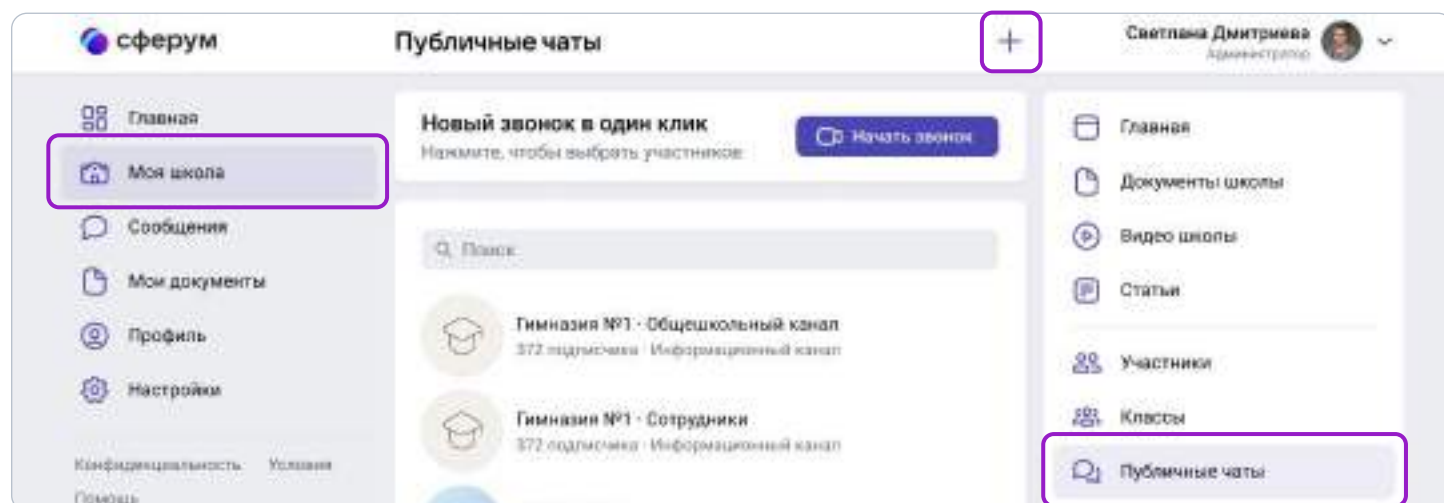 сферум
Публичные чаты
Светлана Дмитриева
Администратор
Главная
Моя школа
Сообщения
Мои документы
Профиль
Настройки
Конфиденциальность Условия
Помощь
Новый звонок в один клик
Нажмите, чтобы выбрать участников
Начать звонок
Поиск
Гимназия №1 · Общешкольный канал
372 подписчика · Информационный канал
Гимназия №1 · Сотрудники
372 подписчика · Информационный канал
Главная
Документы школы
Видео школы
Статьи
Участники
Классы
Публичные чаты